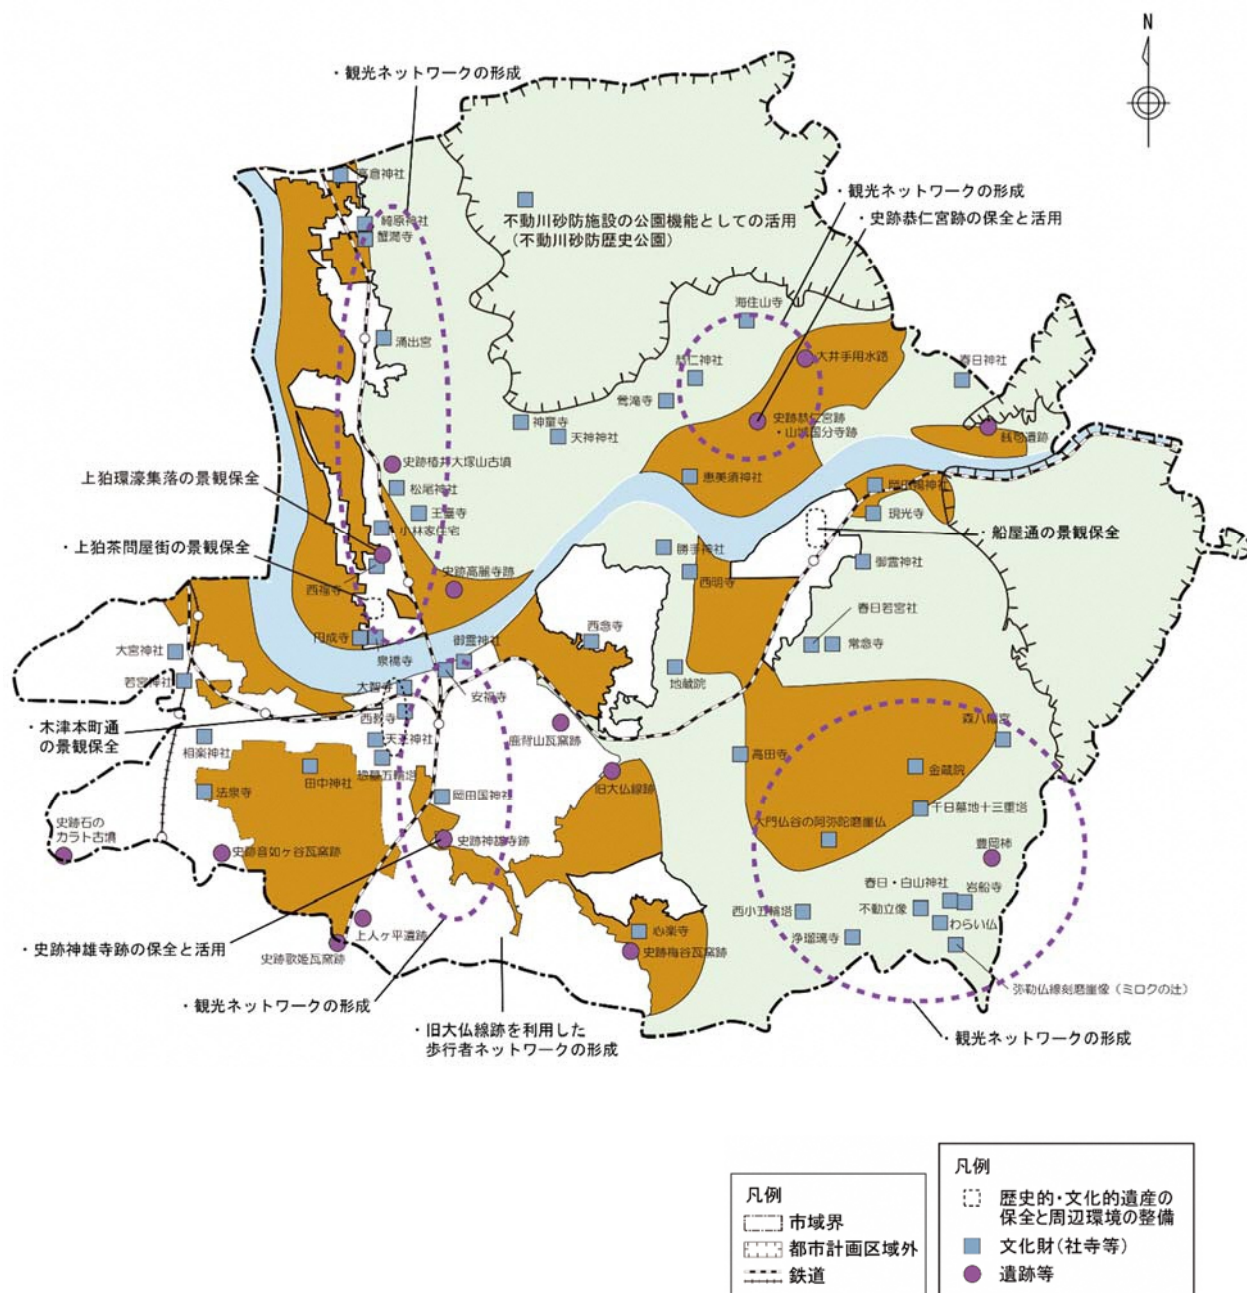 N
・観光ネットワークの形成
高倉神社
・観光ネットワークの形成
・史跡恭仁宮跡の保全と活用
綺原神社
蟹満寺
不動川砂防施設の公園機能としての活用
（不動川砂防歴史公園）
海住山寺
涌出宮
大井手用水路
恭仁神社
春日神社
鶯滝寺
神童寺
天神神社
史跡恭仁宮跡
・山城国分寺跡
銭司遺跡
史跡椿井大塚山古墳
上狛環濠集落の景観保全
松尾神社
恵美須神社
岡田鴨神社
王龍寺
現光寺
小林家住宅
・上狛茶問屋街の景観保全
・船屋通の景観保全
勝手神社
西福寺
史跡高麗寺跡
西明寺
御霊神社
春日若宮社
円成寺
西念寺
常念寺
大宮神社
泉橋寺
御霊神社
地蔵院
若宮神社
大智寺
安福寺
西教寺
・木津本町通
の景観保全
鹿背山瓦窯跡
森八幡宮
相楽神社
天王神社
高田寺
惣墓五輪塔
金蔵院
田中神社
旧大仏線跡
法泉寺
岡田国神社
千日墓地十三重塔
史跡石の
カラト古墳
大門仏谷の阿弥陀磨崖仏
史跡神雄寺跡
史跡音如ヶ谷瓦窯跡
豊岡柿
春日・白山神社
岩船寺
西小五輪塔
不動立像
上人ヶ平遺跡
心楽寺
わらい仏
浄瑠璃寺
・史跡神雄寺跡の保全と活用
史跡歌姫瓦窯跡
史跡梅谷瓦窯跡
弥勒仏線刻磨崖像（ミロクの辻）
・観光ネットワークの形成
・旧大仏線跡を利用した
歩行者ネットワークの形成
・観光ネットワークの形成
凡例
市域界
都市計画区域外
鉄道
凡例
歴史的・文化的遺産の
保全と周辺環境の整備
文化財（社寺等）
遺跡等